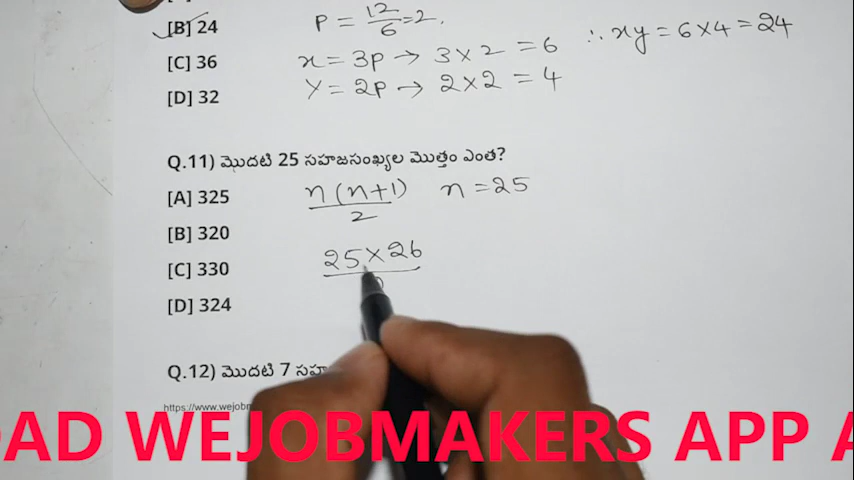 [B] 24
P = 12/6 = 2.
[C] 36
x = 3P → 3 × 2 = 6
∴ xy = 6 × 4 = 24
[D] 32
Y = 2P → 2 × 2 = 4
Q.11) మొదటి 25 సహజసంఖ్యల మొత్తం ఎంత?
[A] 325
n (n+1)/2 n = 25
[B] 320
25 × 26
[C] 330
[D] 324
Q.12) మొదటి 7
https://www.wejobm
OAD WEJOBMAKERS APP A